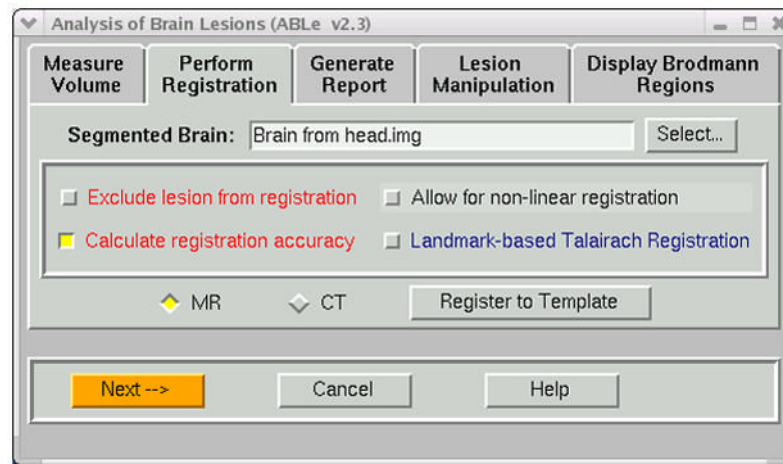 Analysis of Brain Lesions (ABLe v2.3)
Measure Volume
Perform Registration
Generate Report
Lesion Manipulation
Display Brodmann Regions
Segmented Brain: Brain from head.img Select...
Exclude lesion from registration Allow for non-linear registration
Calculate registration accuracy Landmark-based Talairach Registration
MR CT Register to Template
Next --> Cancel Help